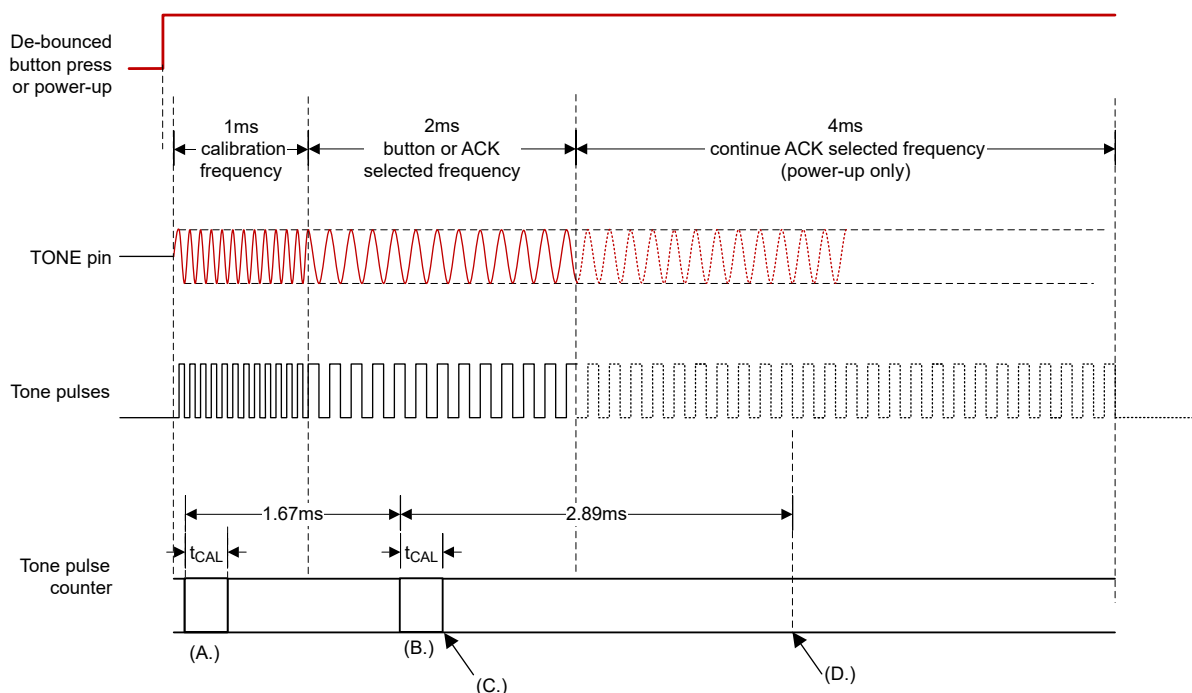 De-bounced
button press
or power-up
1ms
calibration
frequency
2ms
button or ACK
selected frequency
4ms
continue ACK selected frequency
(power-up only)
TONE pin
Tone pulses
1.67ms
2.89ms
tCAL
tCAL
Tone pulse
counter
(A.)
(B.)
(C.)
(D.)